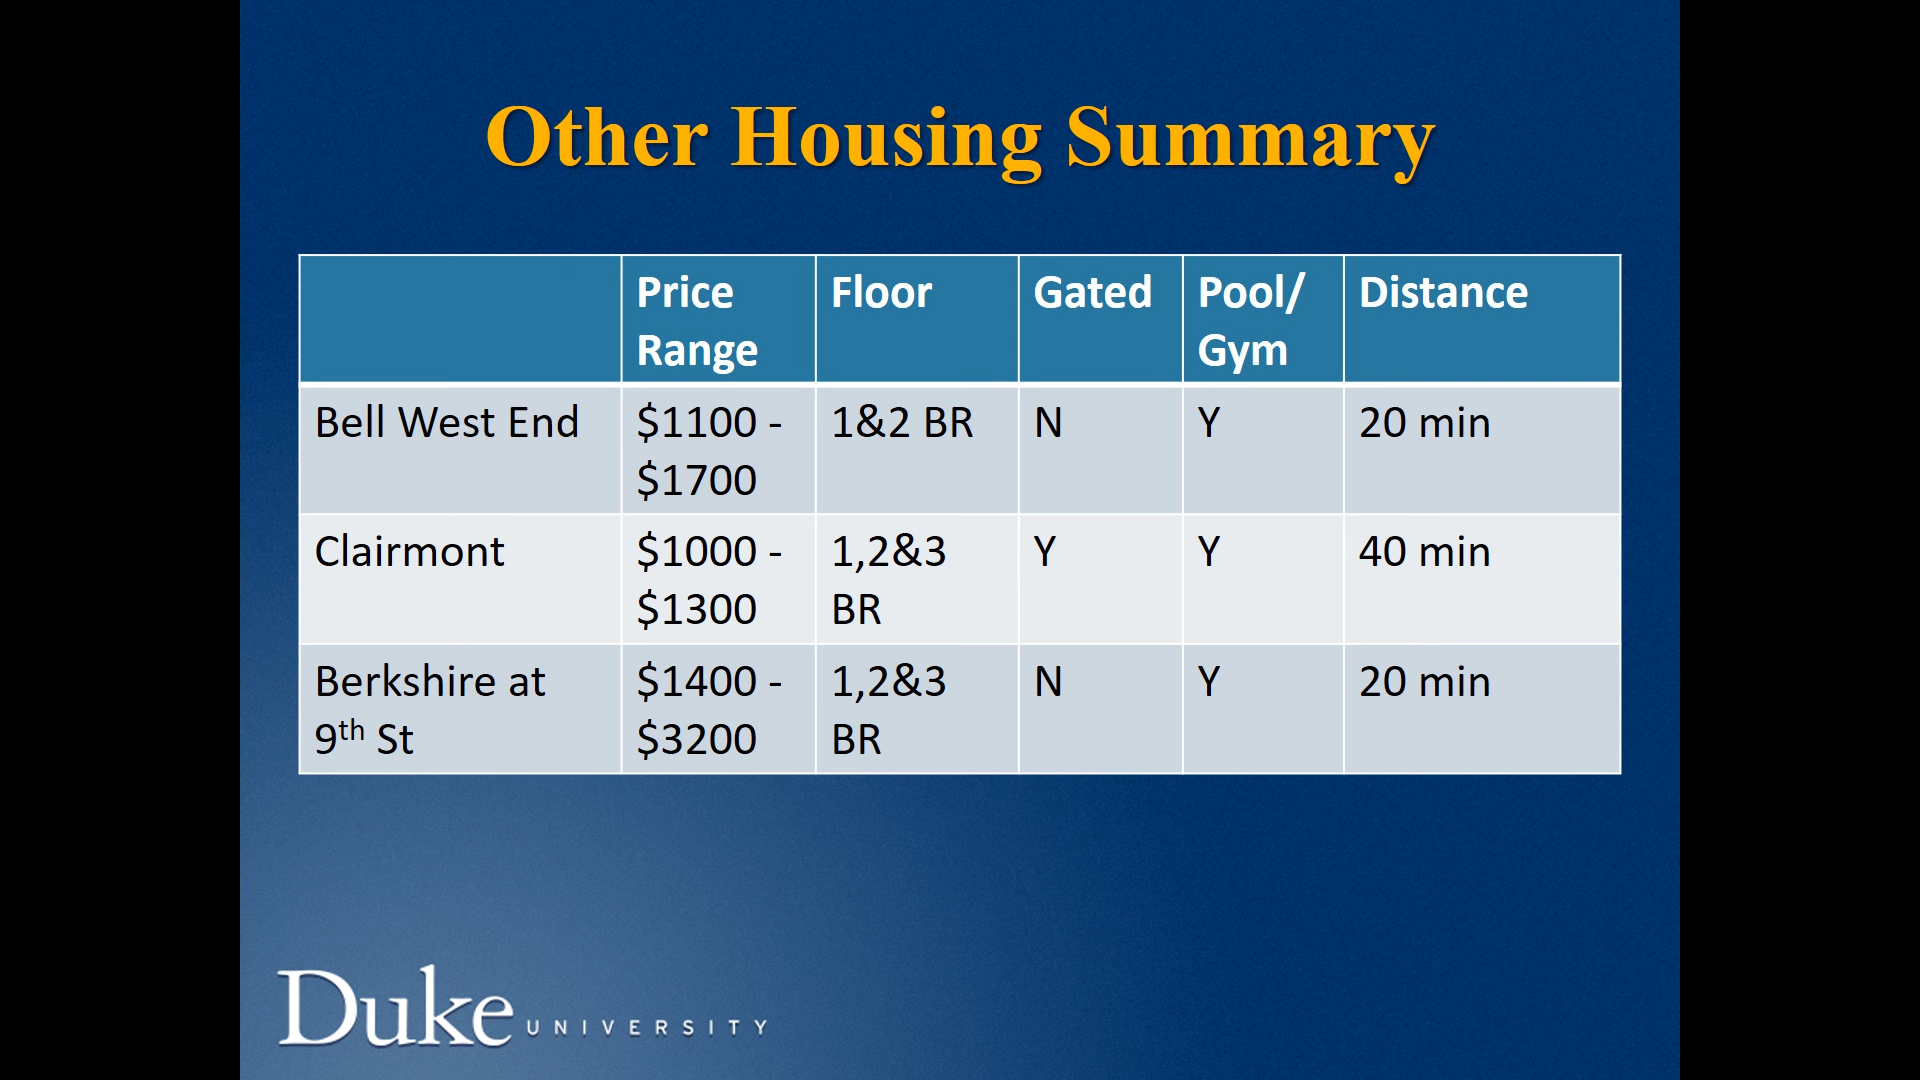 Other Housing Summary
Price Range Floor Gated Pool/ Gym Distance
Bell West End $1100 - $1700 1&2 BR N Y 20 min
Clairmont $1000 - $1300 1,2&3 BR Y Y 40 min
Berkshire at 9th St $1400 - $3200 1,2&3 BR N Y 20 min
Duke UNIVERSITY